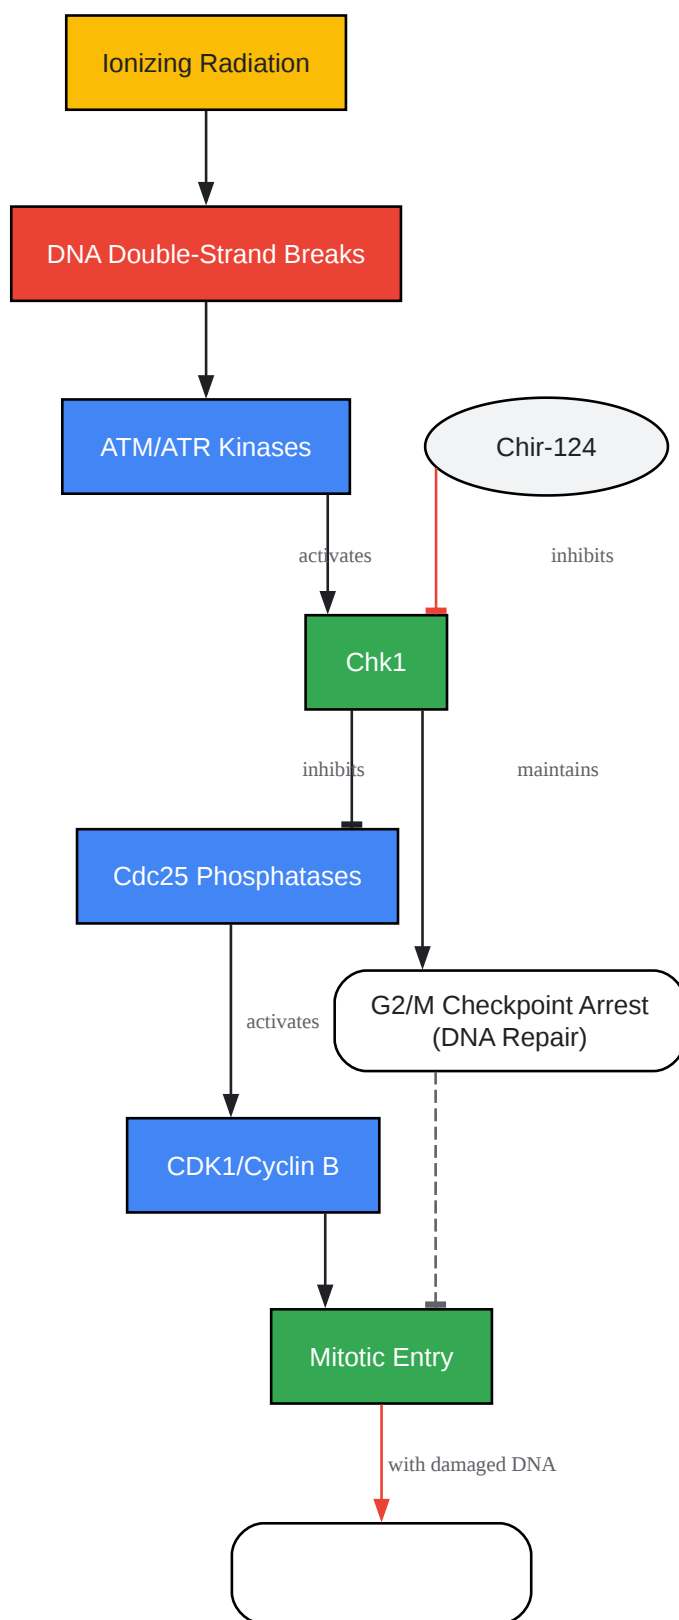 Ionizing Radiation
DNA Double-Strand Breaks
ATM/ATR Kinases
Chir-124
activates
inhibits
Chk1
inhibits
maintains
Cdc25 Phosphatases
G2/M Checkpoint Arrest
(DNA Repair)
activates
CDK1/Cyclin B
Mitotic Entry
with damaged DNA